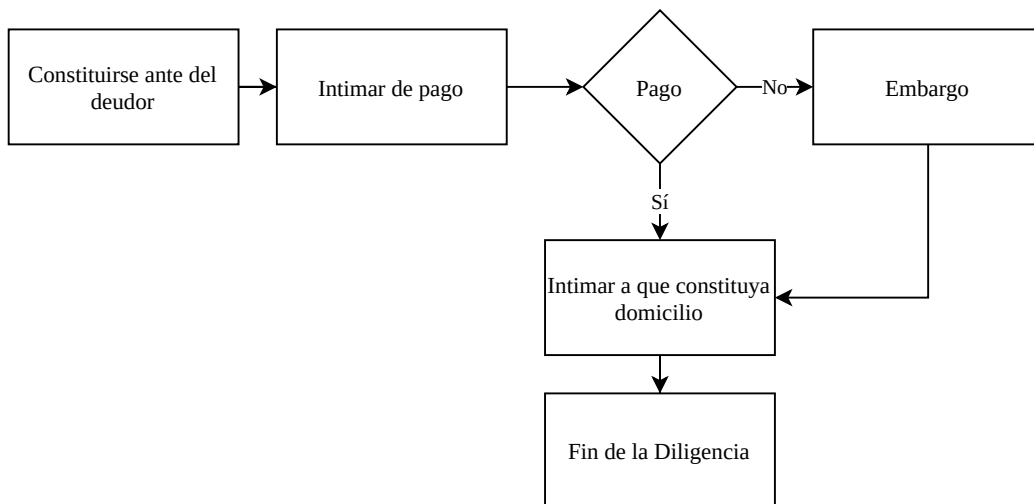 Constituirse ante del
deudor
Intimar de pago
Pago
No
Embargo
Sí
Intimar a que constituya
domicilio
Fin de la Diligencia